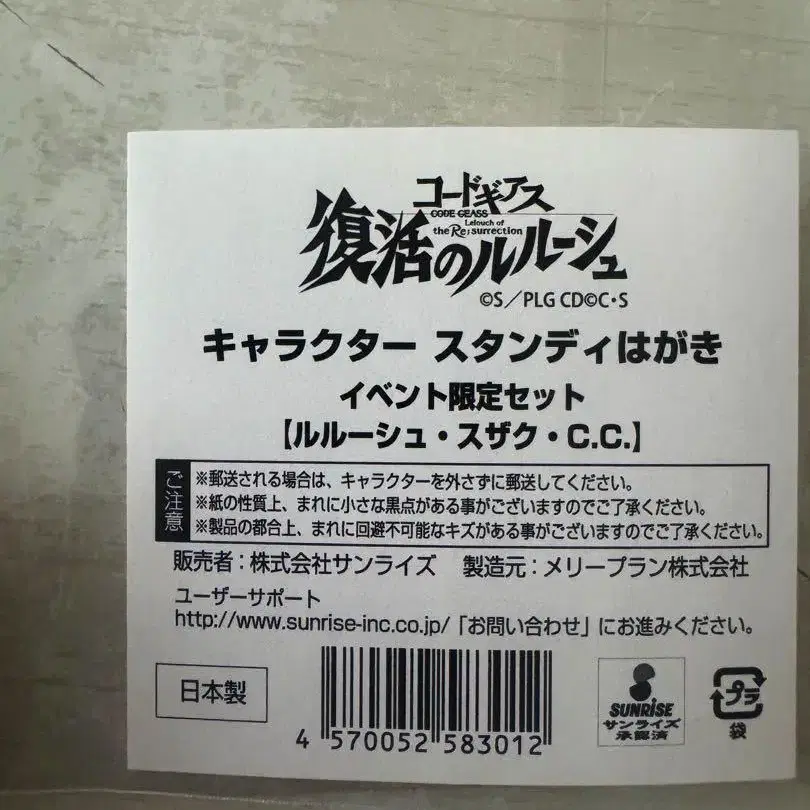 コードギアス
CODE GEASS
Lelouch of
the Re;surrection
復活のルルーシュ
©S／PLG CD©C・S
キャラクター スタンディはがき
イベント限定セット
【ルルーシュ・スザク・C.C.】
ご注意
※郵送される場合は、キャラクターを外さずに郵送してください。
※紙の性質上、まれに小さな黒点がある事がございますのでご了承ください。
※製品の都合上、まれに回避不可能なキズがある事がございますのでご了承ください。
販売者：株式会社サンライズ 製造元：メリープラン株式会社
ユーザーサポート
http://www.sunrise-inc.co.jp/「お問い合わせ」にお進みください。
日本製
4 570052 583012
SUNRISE
サンライズ
承認済
プラ
袋